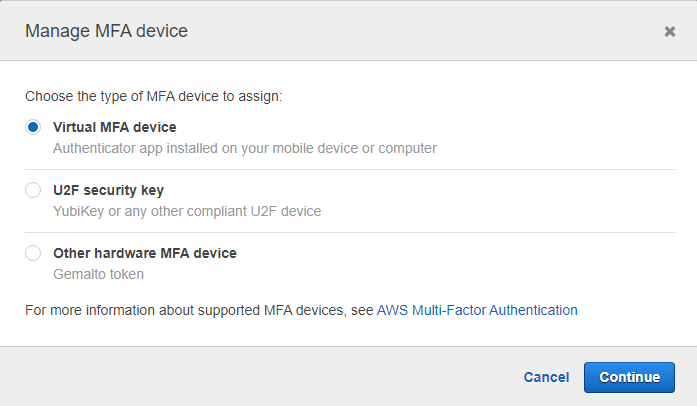 Manage MFA device
Choose the type of MFA device to assign:
Virtual MFA device
Authenticator app installed on your mobile device or computer
U2F security key
YubiKey or any other compliant U2F device
Other hardware MFA device
Gemalto token
For more information about supported MFA devices, see AWS Multi-Factor Authentication
Cancel Continue